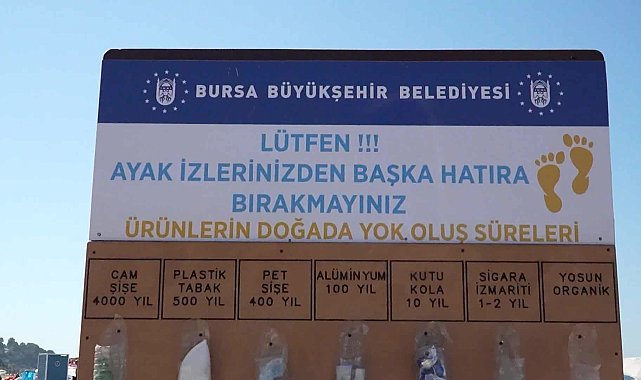 BURSA BÜYÜKŞEHİR BELEDİYESİ
LÜTFEN !!!
AYAK İZLERİNİZDEN BAŞKA HATIRA
BIRAKMAYINIZ
ÜRÜNLERİN DOĞADA YOK OLUŞ SÜRELERİ
CAM
ŞİŞE
4000 YIL
PLASTİK
TABAK
500 YIL
PET
ŞİŞE
400 YIL
ALÜMİNYUM
100 YIL
KUTU
KOLA
10 YIL
SİGARA
İZMARİTİ
1-2 YIL
YOSUN
ORGANİK